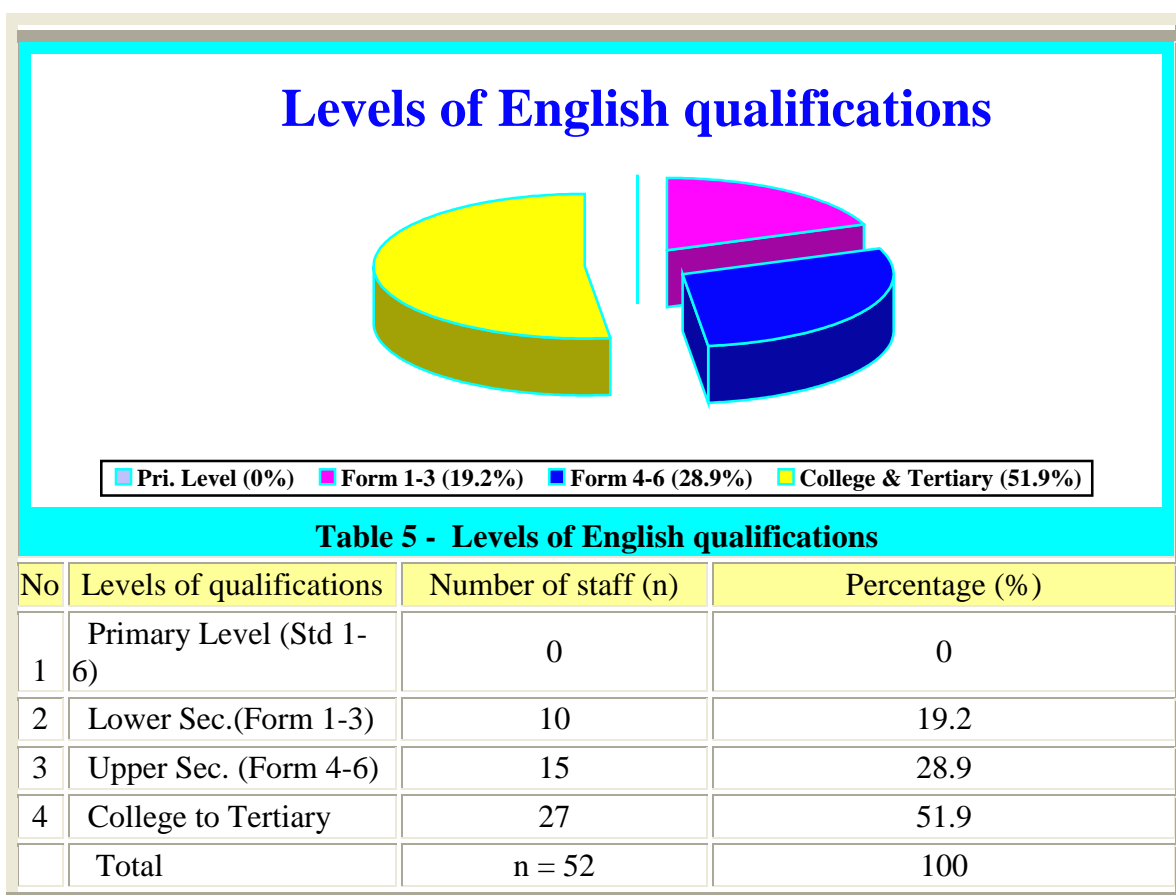 Levels of English qualifications
Pri. Level (0%) Form 1-3 (19.2%) Form 4-6 (28.9%) College & Tertiary (51.9%)
Table 5 - Levels of English qualifications
No Levels of qualifications Number of staff (n) Percentage (%)
1 Primary Level (Std 1-
6) 0 0
2 Lower Sec.(Form 1-3) 10 19.2
3 Upper Sec. (Form 4-6) 15 28.9
4 College to Tertiary 27 51.9
Total n = 52 100